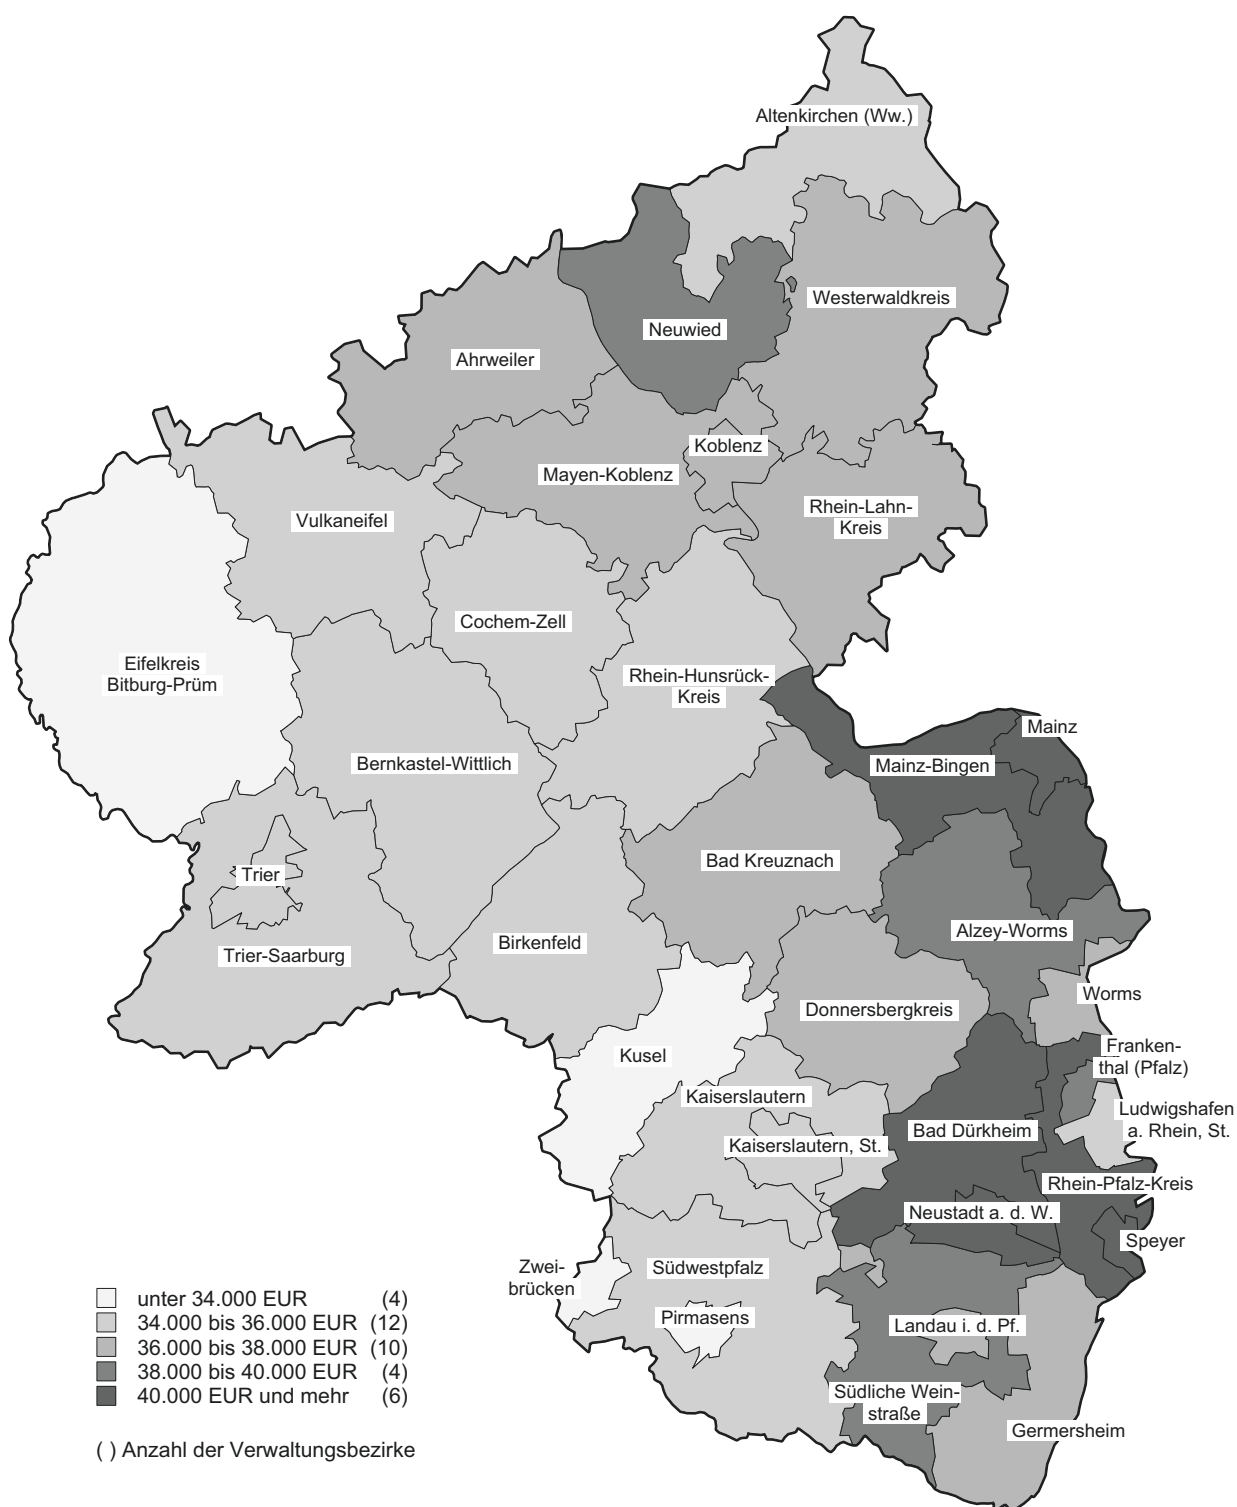 Altenkirchen (Ww.)
Westerwaldkreis
Neuwied
Ahrweiler
Koblenz
Mayen-Koblenz
Rhein-Lahn-
Kreis
Vulkaneifel
Cochem-Zell
Eifelkreis
Bitburg-Prüm
Rhein-Hunsrück-
Kreis
Mainz
Mainz-Bingen
Bernkastel-Wittlich
Bad Kreuznach
Trier
Alzey-Worms
Birkenfeld
Trier-Saarburg
Worms
Donnersbergkreis
Franken-
thal (Pfalz)
Kusel
Kaiserslautern
Ludwigshafen
a. Rhein, St.
Bad Dürkheim
Kaiserslautern, St.
Rhein-Pfalz-Kreis
Neustadt a. d. W.
Speyer
Zwei-
brücken
Südwestpfalz
Pirmasens
Landau i. d. Pf.
Südliche Wein-
straße
Germersheim
unter 34.000 EUR (4)
34.000 bis 36.000 EUR (12)
36.000 bis 38.000 EUR (10)
38.000 bis 40.000 EUR (4)
40.000 EUR und mehr (6)
( ) Anzahl der Verwaltungsbezirke